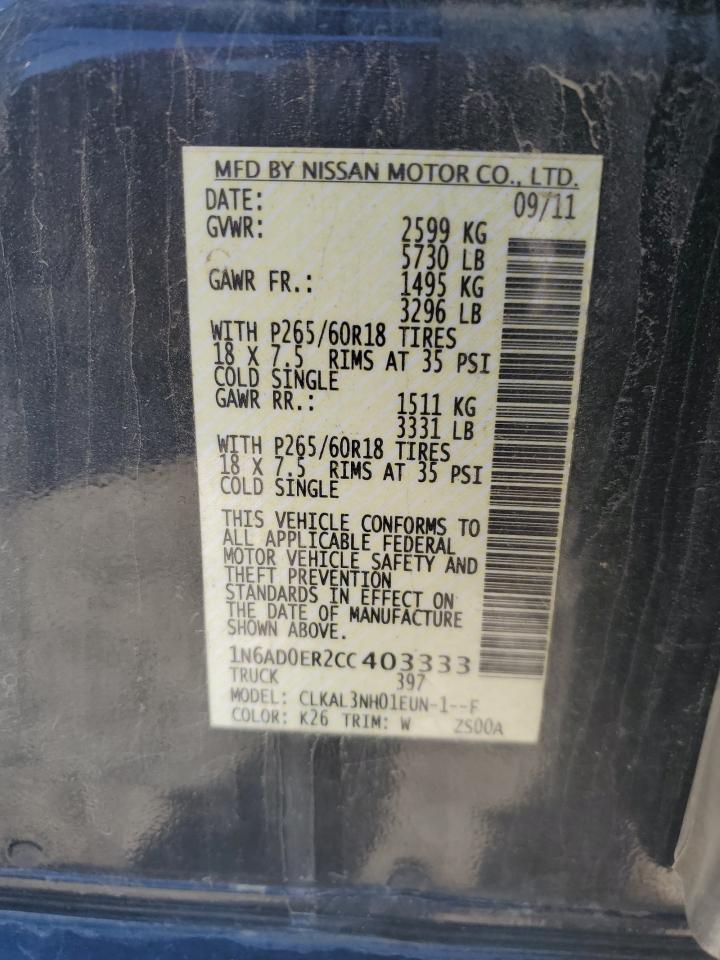 MFD BY NISSAN MOTOR CO., LTD.
DATE: 09/11
GVWR: 2599 KG
5730 LB
GAWR FR.: 1495 KG
3296 LB
WITH P265/60R18 TIRES
18 X 7.5 RIMS AT 35 PSI
COLD SINGLE
GAWR RR.: 1511 KG
3331 LB
WITH P265/60R18 TIRES
18 X 7.5 RIMS AT 35 PSI
COLD SINGLE
THIS VEHICLE CONFORMS TO
ALL APPLICABLE FEDERAL
MOTOR VEHICLE SAFETY AND
THEFT PREVENTION
STANDARDS IN EFFECT ON
THE DATE OF MANUFACTURE
SHOWN ABOVE.
1N6AD0ER2CC403333
TRUCK 397
MODEL: CLKAL3NH01EUN-1--F
COLOR: K26 TRIM: W ZS00A